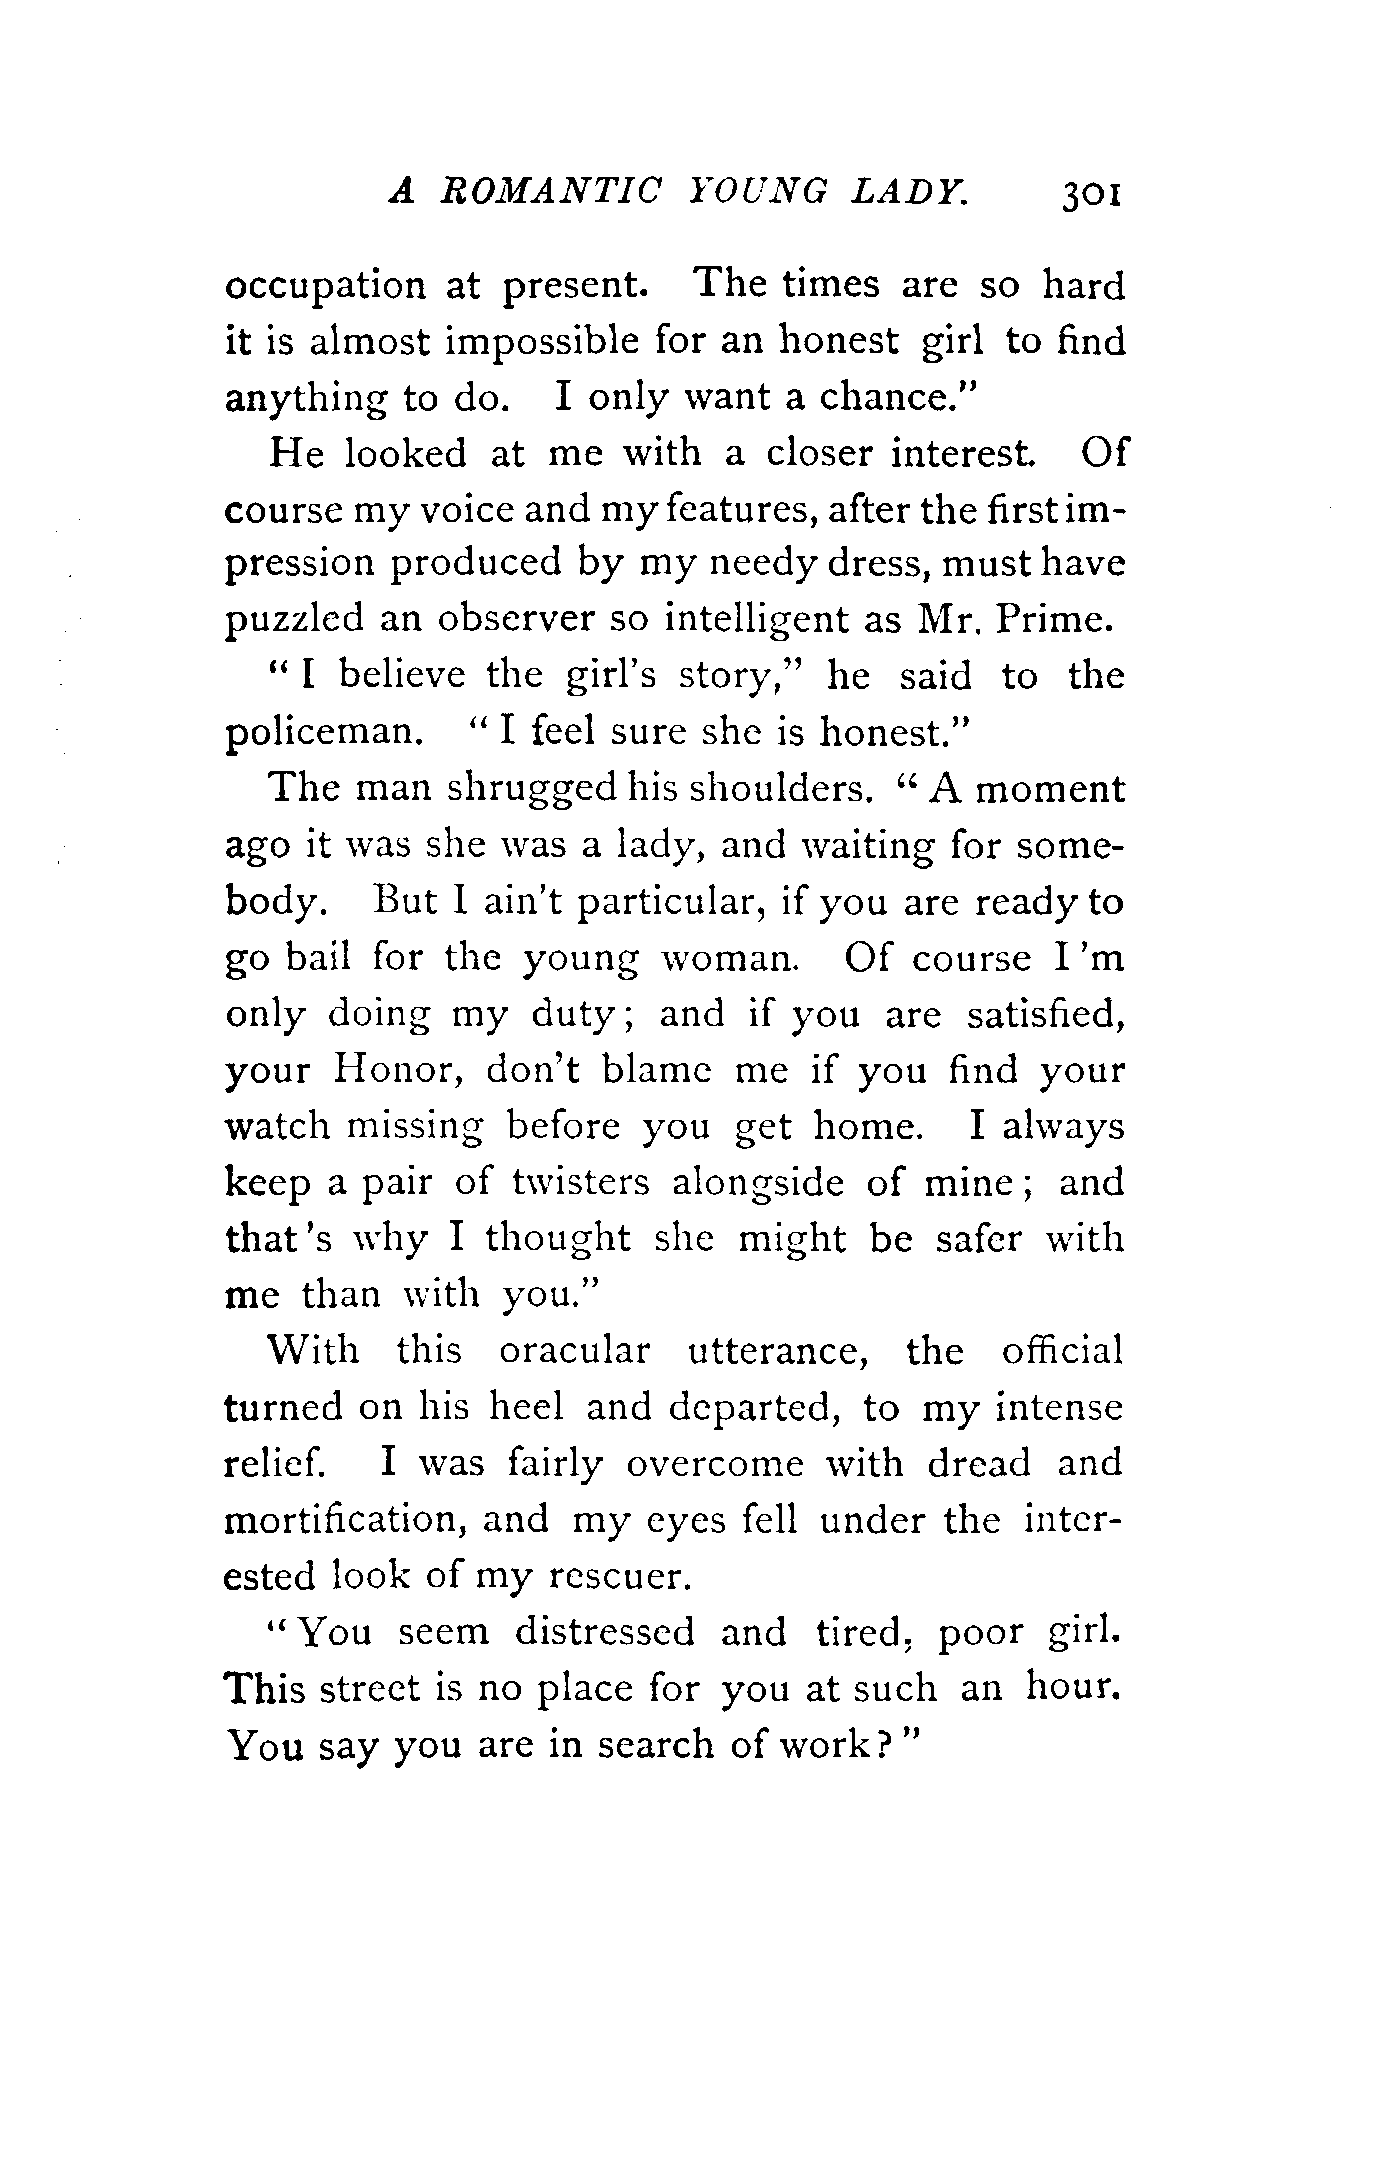 A ROMANTIC YOUNG LADY. 301
occupation at present. The times are so hard
it is almost impossible for an honest girl to find
anything to do. I only want a chance."
He looked at me with a closer interest. Of
course my voice and my features, after the first im-
pression produced by my needy dress, must have
puzzled an observer so intelligent as Mr. Prime.
"I believe the girl's story," he said to the
policeman. "I feel sure she is honest."
The man shrugged his shoulders. "A moment
ago it was she was a lady, and waiting for some-
body. But I ain't particular, if you are ready to
go bail for the young woman. Of course I'm
only doing my duty; and if you are satisfied,
your Honor, don't blame me if you find your
watch missing before you get home. I always
keep a pair of twisters alongside of mine; and
that's why I thought she might be safer with
me than with you."
With this oracular utterance, the official
turned on his heel and departed, to my intense
relief. I was fairly overcome with dread and
mortification, and my eyes fell under the inter-
ested look of my rescuer.
"You seem distressed and tired, poor girl.
This street is no place for you at such an hour.
You say you are in search of work?"